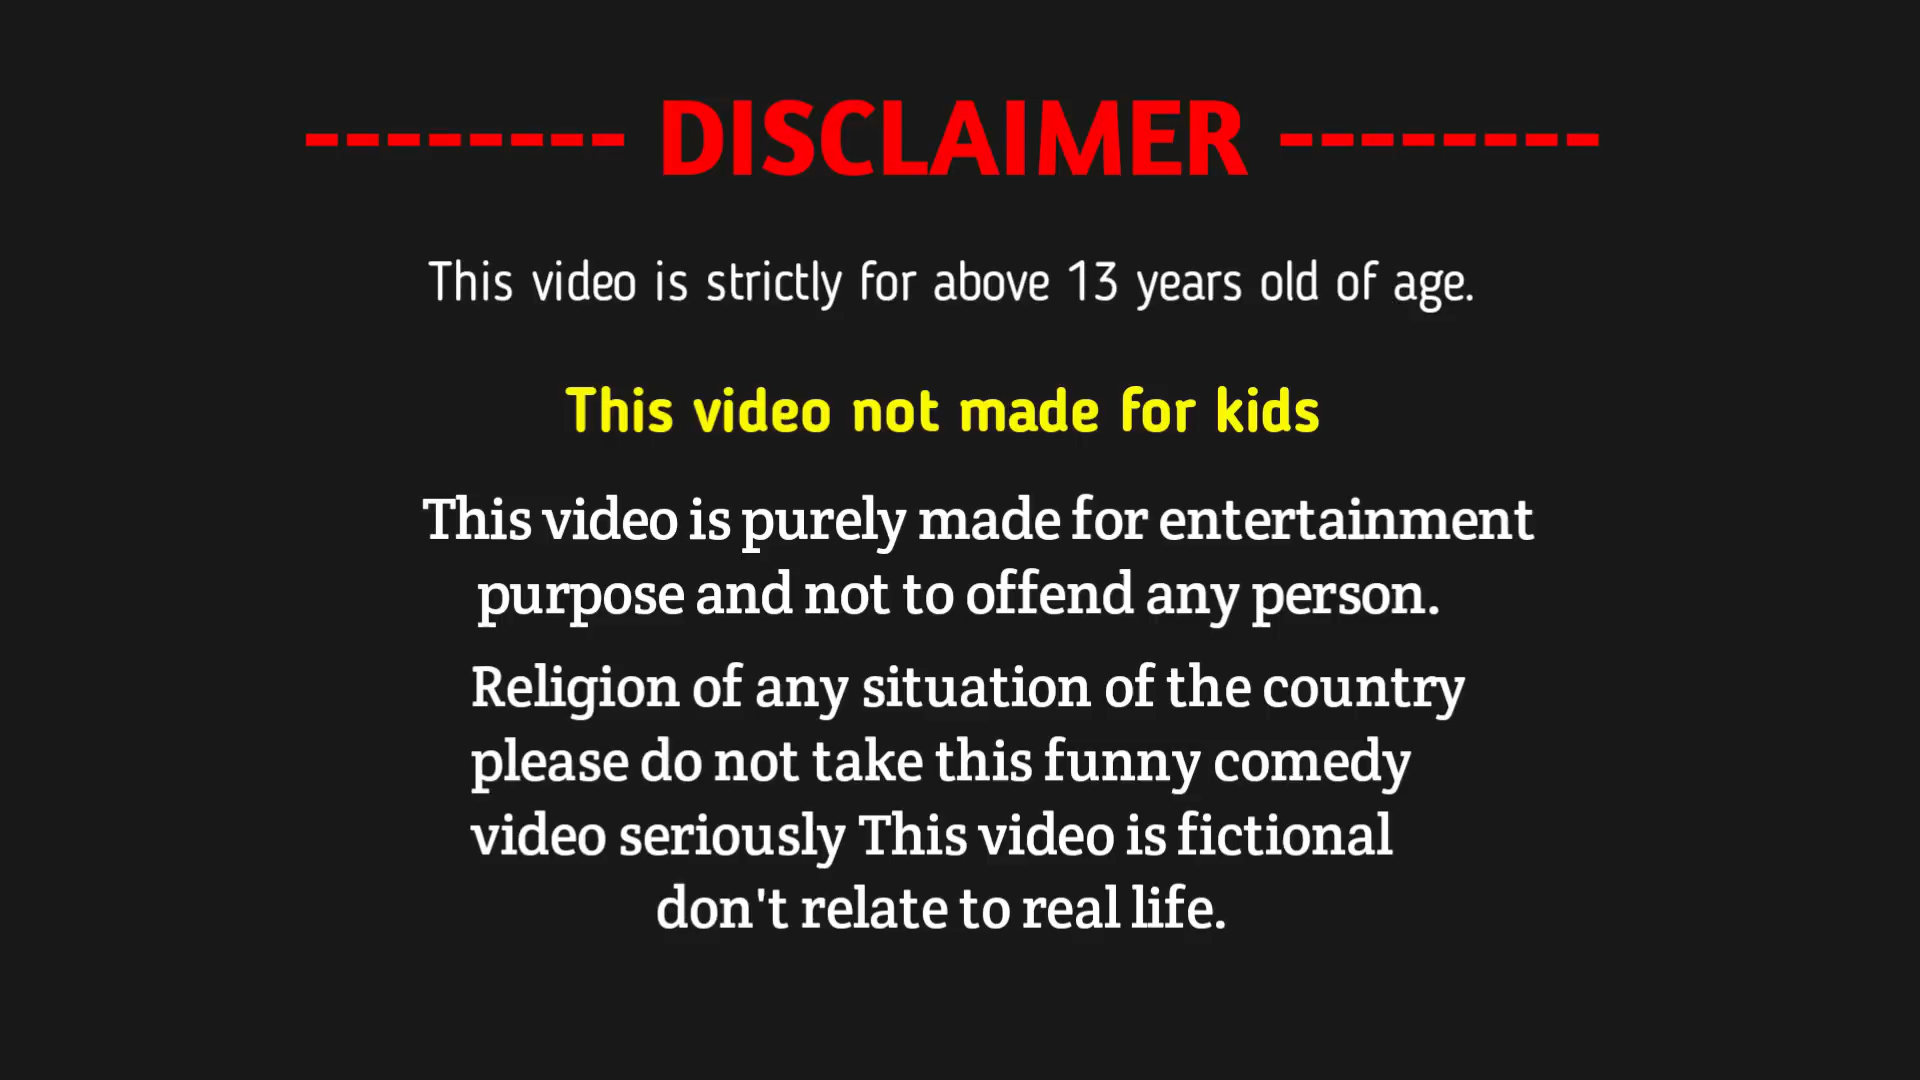 -------- DISCLAIMER --------
This video is strictly for above 13 years old of age.
This video not made for kids
This video is purely made for entertainment
purpose and not to offend any person.
Religion of any situation of the country
please do not take this funny comedy
video seriously This video is fictional
don't relate to real life.